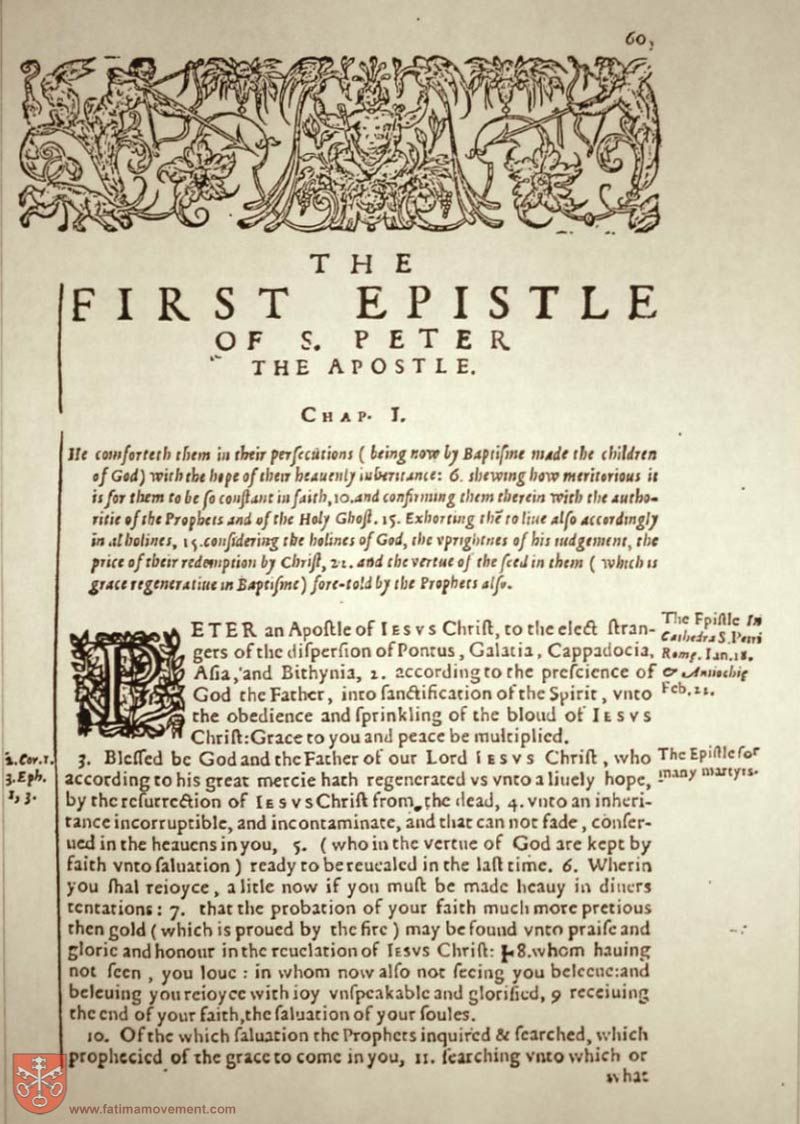 60,
THE
FIRST EPISTLE
OF S. PETER
THE APOSTLE.
CHAP. I.
He comforteth them in their perſecutions ( being now by Baptiſme made the children
of God) with the hope of their heauenly inheritance: 6. shewing how meritorious it
is for them to be ſo conſtant in faith, 10. and confirming them therein with the autho-
ritie of the Prophets and of the Holy Ghoſt. 15. Exhorting thē to liue alſo accordingly
in al holines, 15. conſidering the holines of God, the vprightnes of his iudgement, the
price of their redemption by Chriſt, 22. and the vertue of the ſeed in them ( which is
grace regeneratiue in Baptiſme) fore-told by the Prophets alſo.
PETER an Apoſtle of IESVS Chriſt, to the elect ſtran-
gers of the diſperſion of Pontus, Galatia, Cappadocia,
Aſia, and Bithynia, 2. according to the preſcience of
God the Father, into ſanctification of the Spirit, vnto
the obedience and ſprinkling of the bloud of IESVS
Chriſt: Grace to you and peace be multiplied.
The Epiſtle In
Cathedra S. Petri
Romę. Ian. 18.
& Antiochię
Feb. 22.
3. Bleſſed be God and the Father of our Lord IESVS Chriſt, who
according to his great mercie hath regenerated vs vnto a liuely hope,
by the reſurrection of IESVS Chriſt from the dead, 4. vnto an inheri-
tance incorruptible, and incontaminate, and that can not fade, conſer-
ued in the heauens in you, 5. ( who in the vertue of God are kept by
faith vnto ſaluation ) ready to be reuealed in the laſt time. 6. Wherin
you ſhal reioyce, a litle now if you muſt be made heauy in diuers
tentations: 7. that the probation of your faith much more pretious
then gold ( which is proued by the fire ) may be found vnto praiſe and
glorie and honour in the reuelation of IESVS Chriſt: 8. whom hauing
not ſeen, you loue: in whom now alſo not ſeeing you beleeue: and
beleuing you reioyce with ioy vnſpeakable and glorified, 9 receiuing
the end of your faith, the ſaluation of your ſoules.
10. Of the which ſaluation the Prophets inquired & ſearched, which
prophecied of the grace to come in you, 11. ſearching vnto which or
what
2. Cor. 1.
3. Eph.
1, 3.
The Epiſtle for
many martyrs.
www.fatimamovement.com